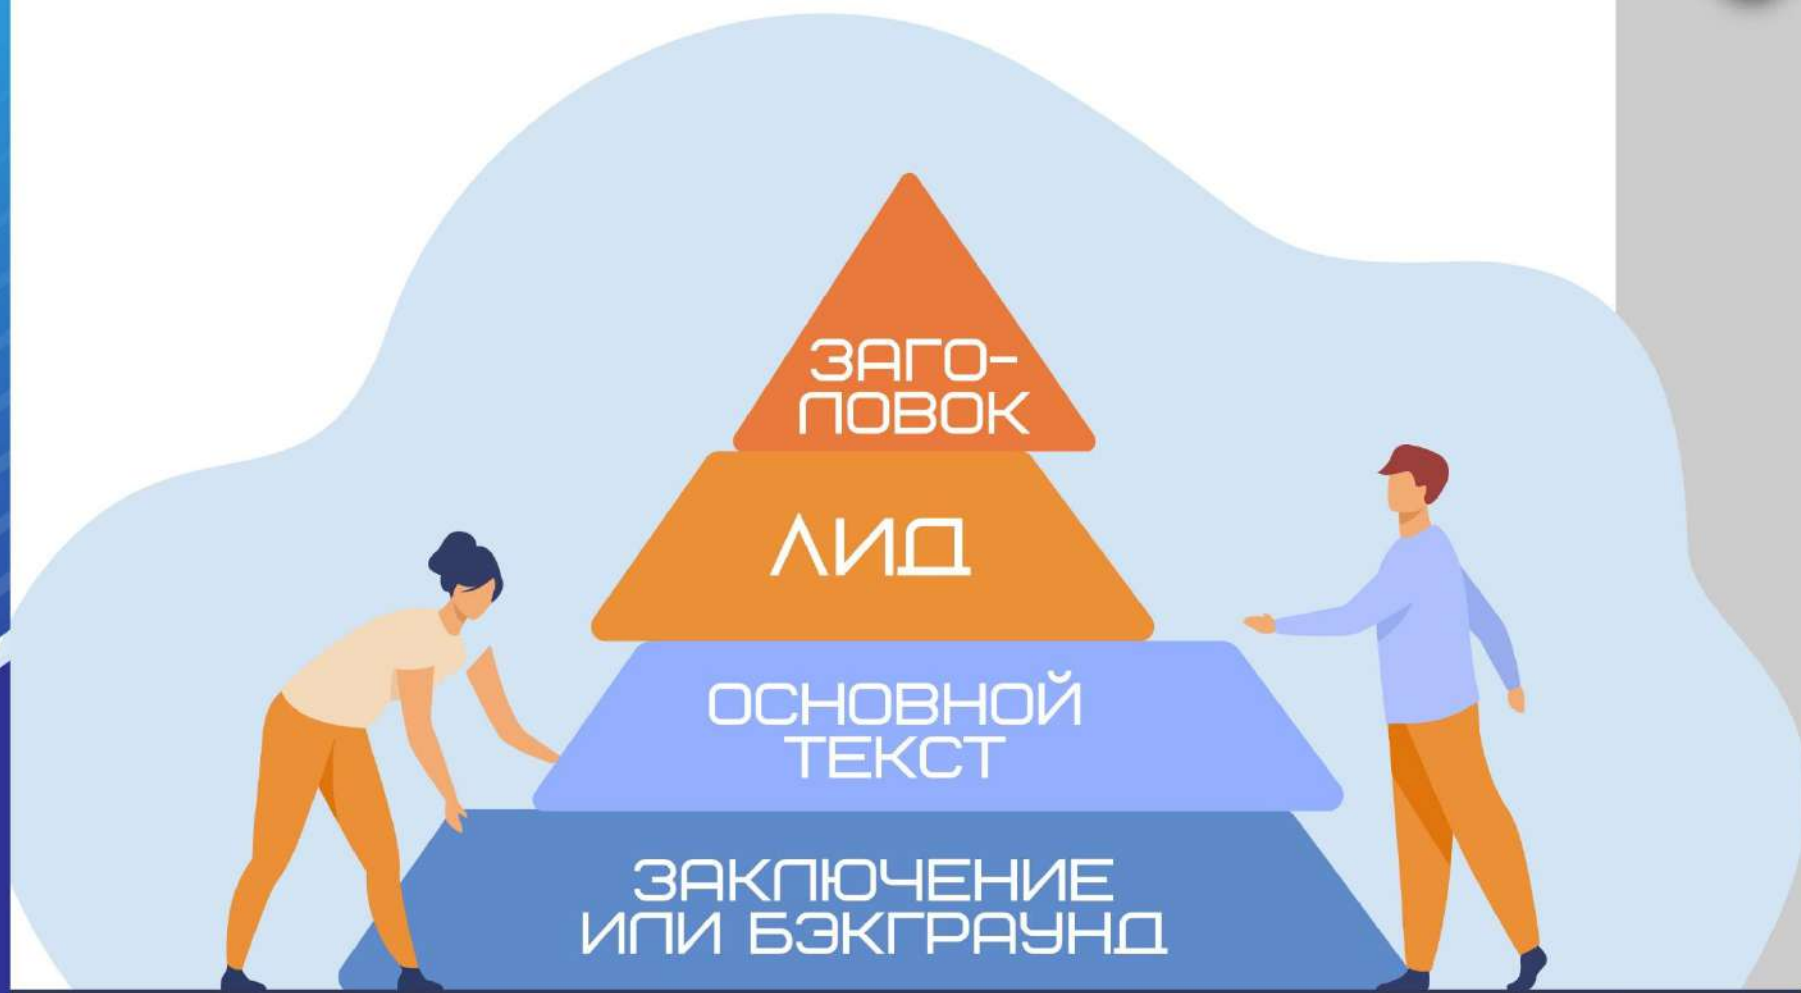 ЗАГО-
ЛОВОК
ЛИД
ОСНОВНОЙ
ТЕКСТ
ЗАКЛЮЧЕНИЕ
ИЛИ БЭКГРАУНД